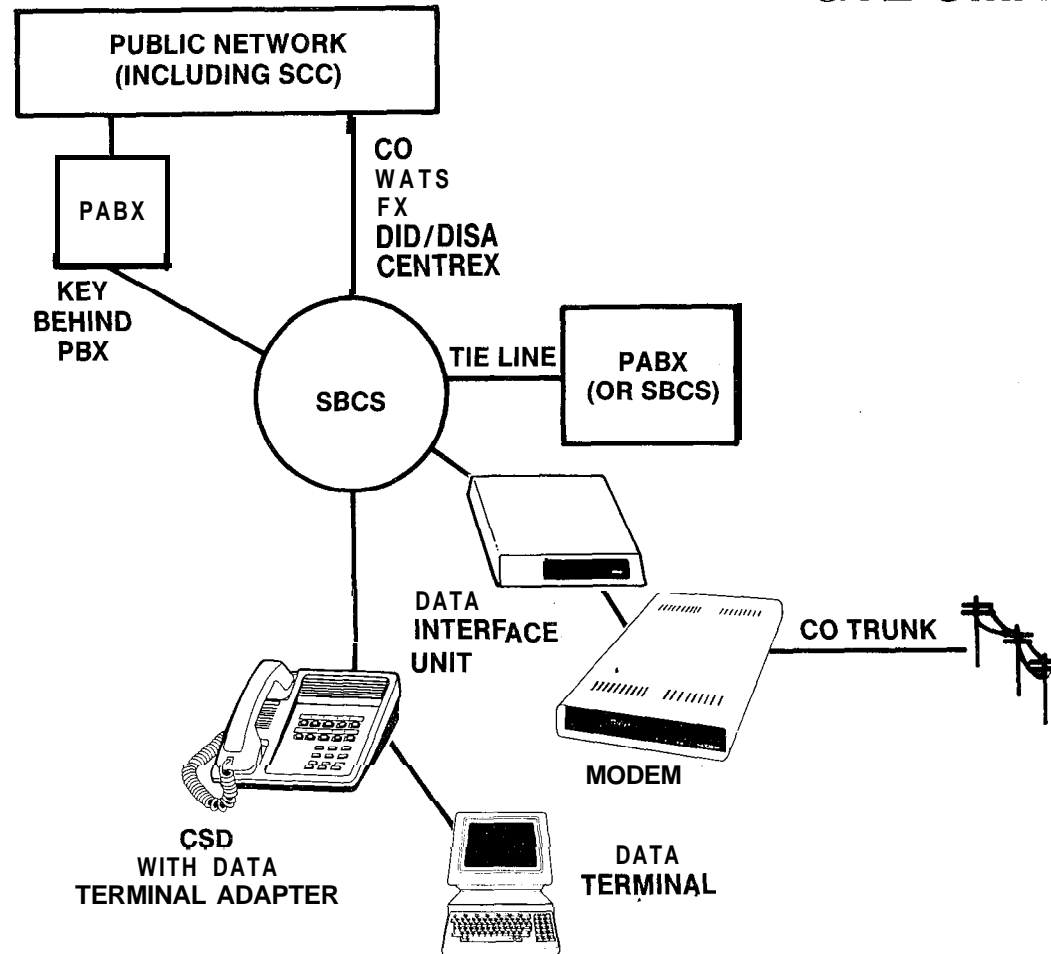 PUBLIC NETWORK
(INCLUDING SCC)
PABX
CO
WATS
FX
DID/DISA
CENTREX
KEY
BEHIND
PBX
SBCS
TIE LINE
PABX
(OR SBCS)
DATA
INTERFACE
UNIT
CO TRUNK
MODEM
CSD
WITH DATA
TERMINAL ADAPTER
DATA
TERMINAL